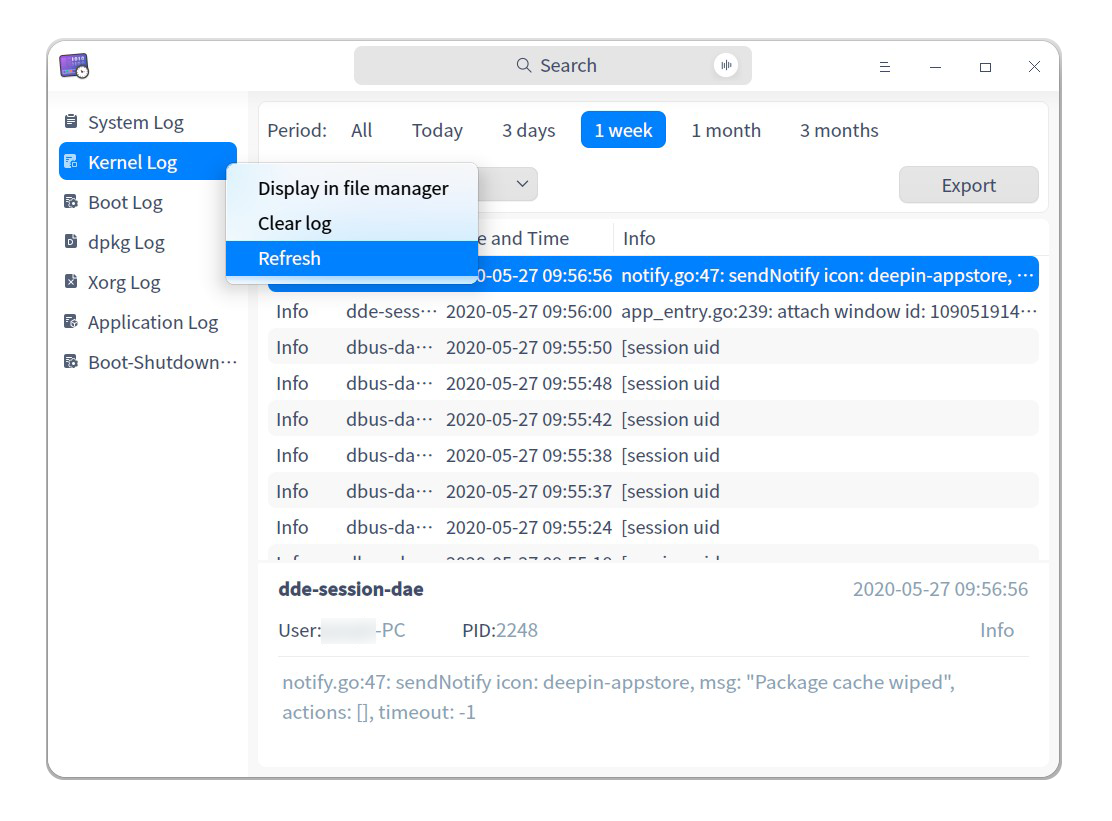 Search
System Log
Kernel Log
Boot Log
dpkg Log
Xorg Log
Application Log
Boot-Shutdown···
Period: All Today 3 days 1 week 1 month 3 months
Export
Display in file manager
Clear log
Refresh
e and Time Info
0-05-27 09:56:56 notify.go:47: sendNotify icon: deepin-appstore, ···
Info dde-sess··· 2020-05-27 09:56:00 app_entry.go:239: attach window id: 109051914···
Info dbus-da··· 2020-05-27 09:55:50 [session uid
Info dbus-da··· 2020-05-27 09:55:48 [session uid
Info dbus-da··· 2020-05-27 09:55:42 [session uid
Info dbus-da··· 2020-05-27 09:55:38 [session uid
Info dbus-da··· 2020-05-27 09:55:37 [session uid
Info dbus-da··· 2020-05-27 09:55:24 [session uid
dde-session-dae 2020-05-27 09:56:56
User: -PC PID:2248 Info
notify.go:47: sendNotify icon: deepin-appstore, msg: "Package cache wiped",
actions: [], timeout: -1